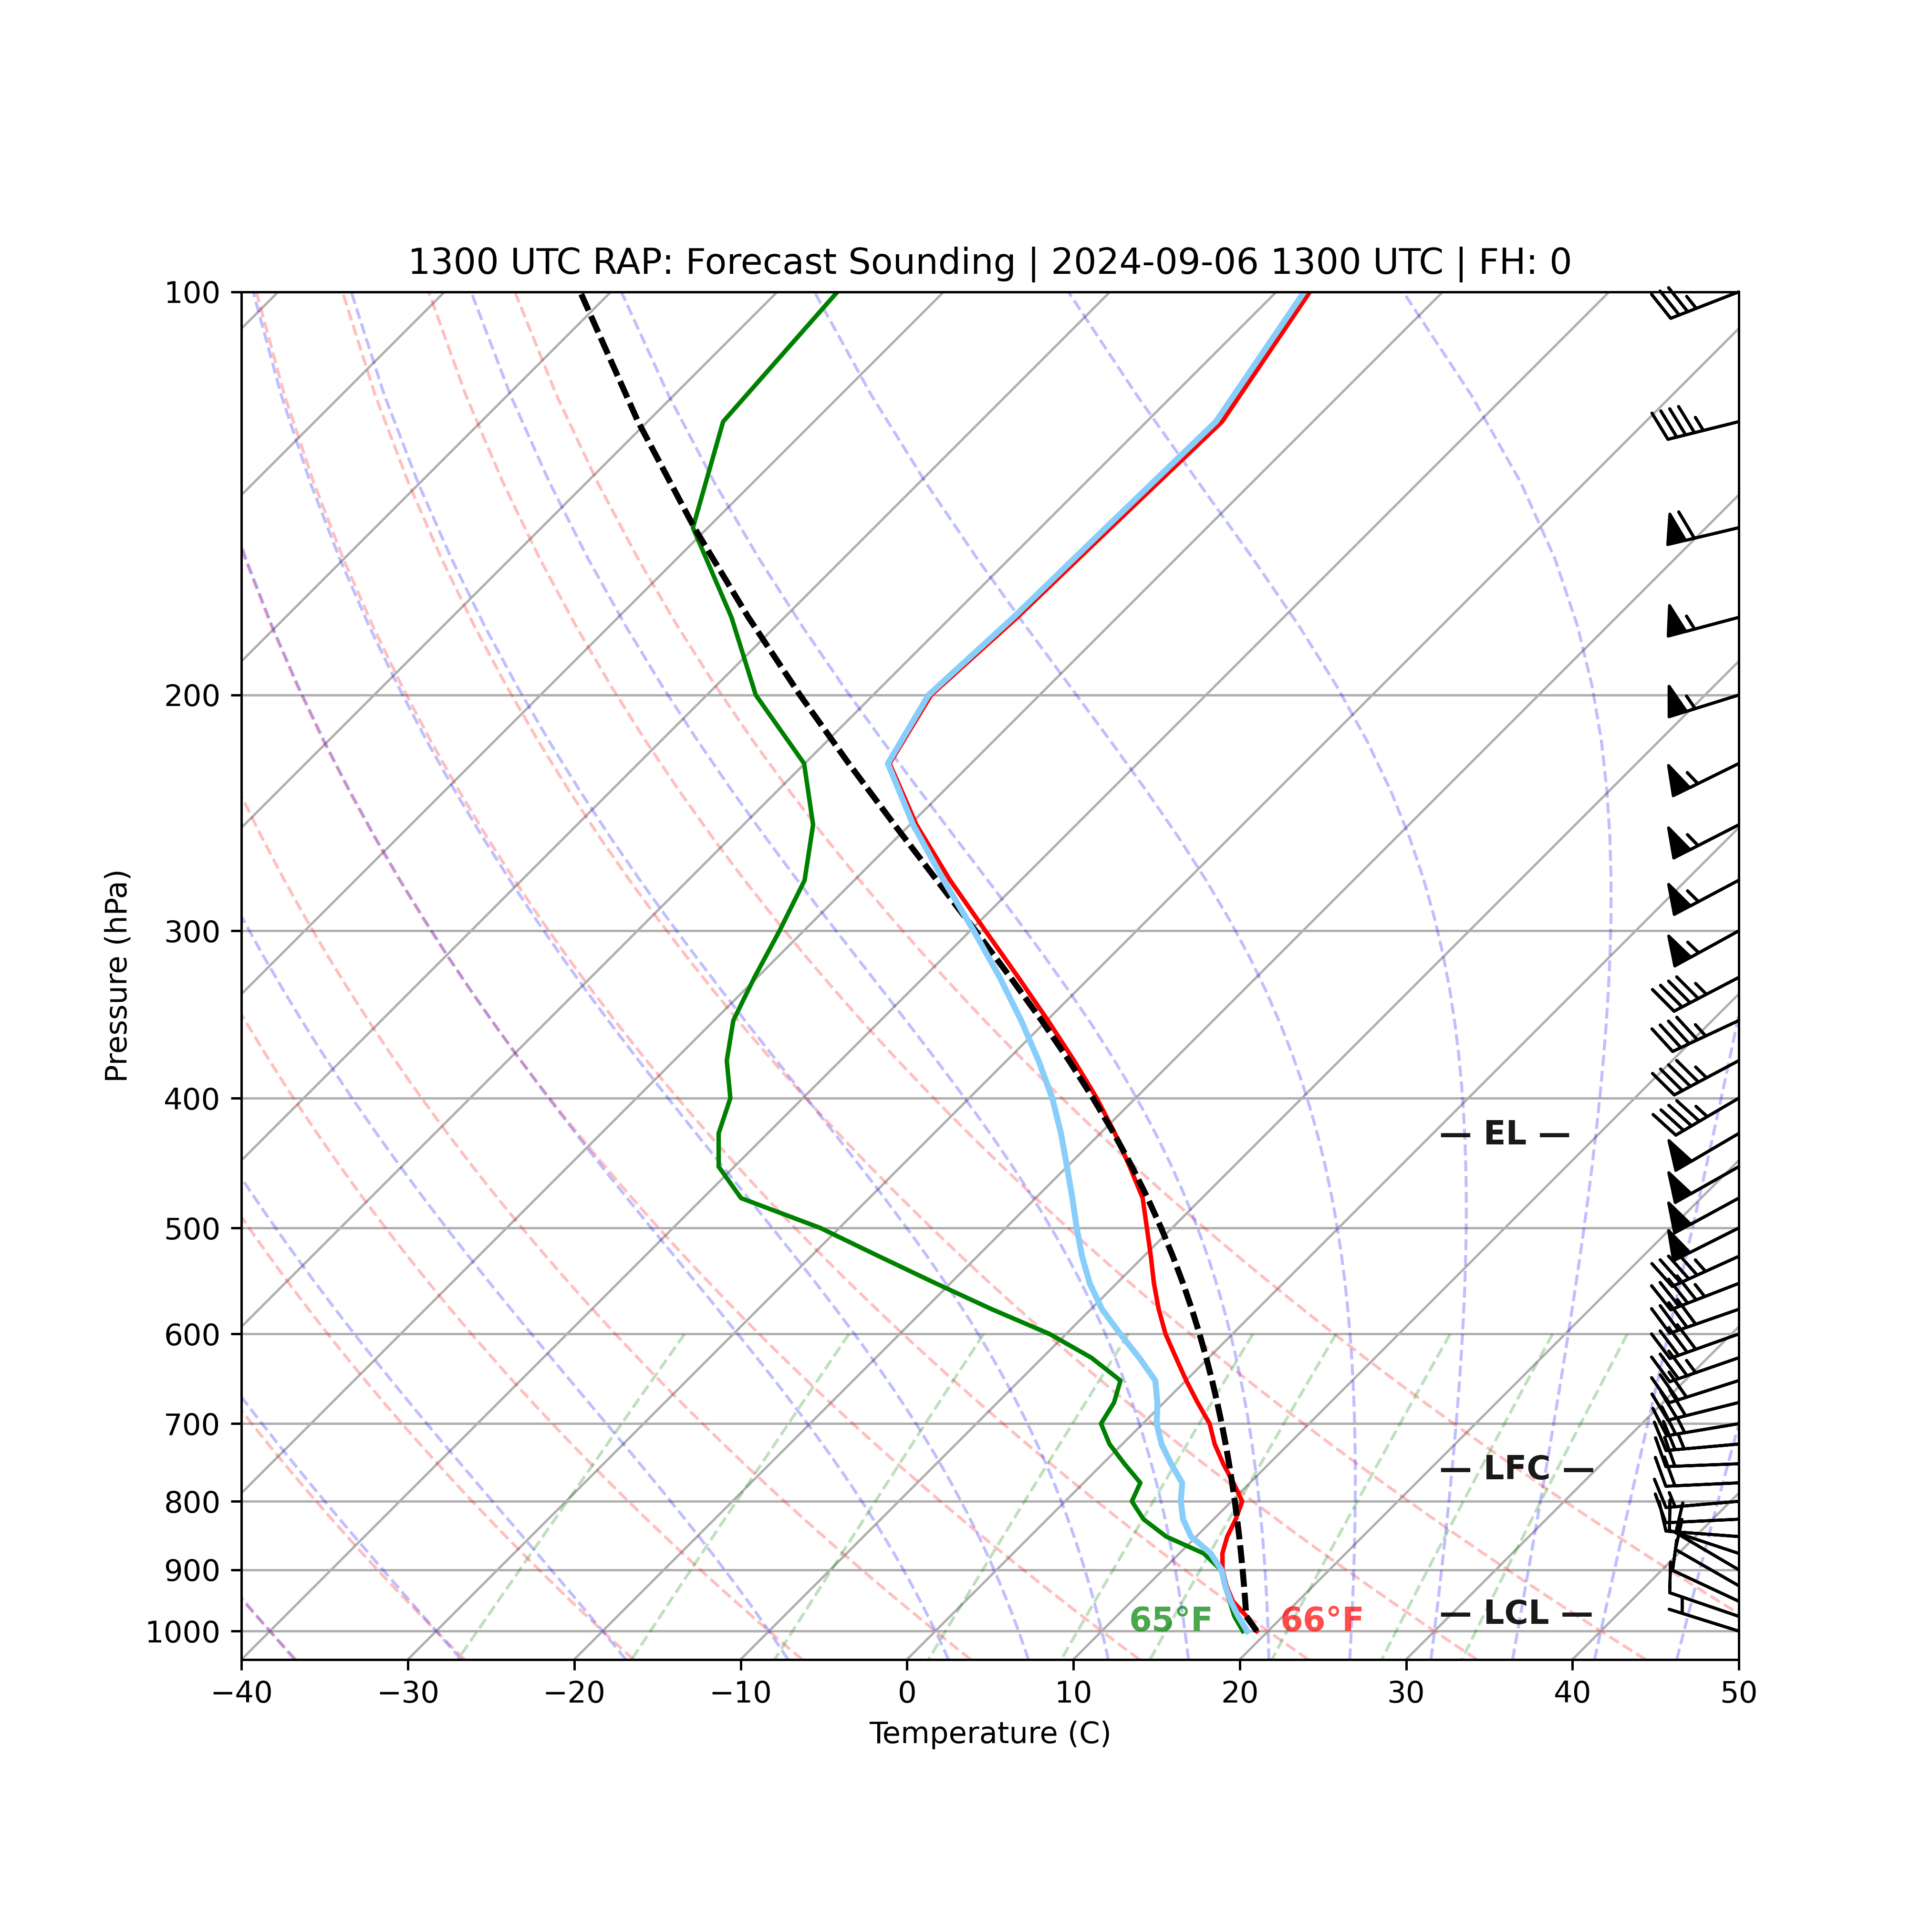 1300 UTC RAP: Forecast Sounding | 2024-09-06 1300 UTC | FH: 0
100
200
300
400
— EL —
500
600
700
— LFC —
800
900
65°F 66°F — LCL —
1000
−40 −30 −20 −10 0 10 20 30 40 50
Temperature (C)
Pressure (hPa)